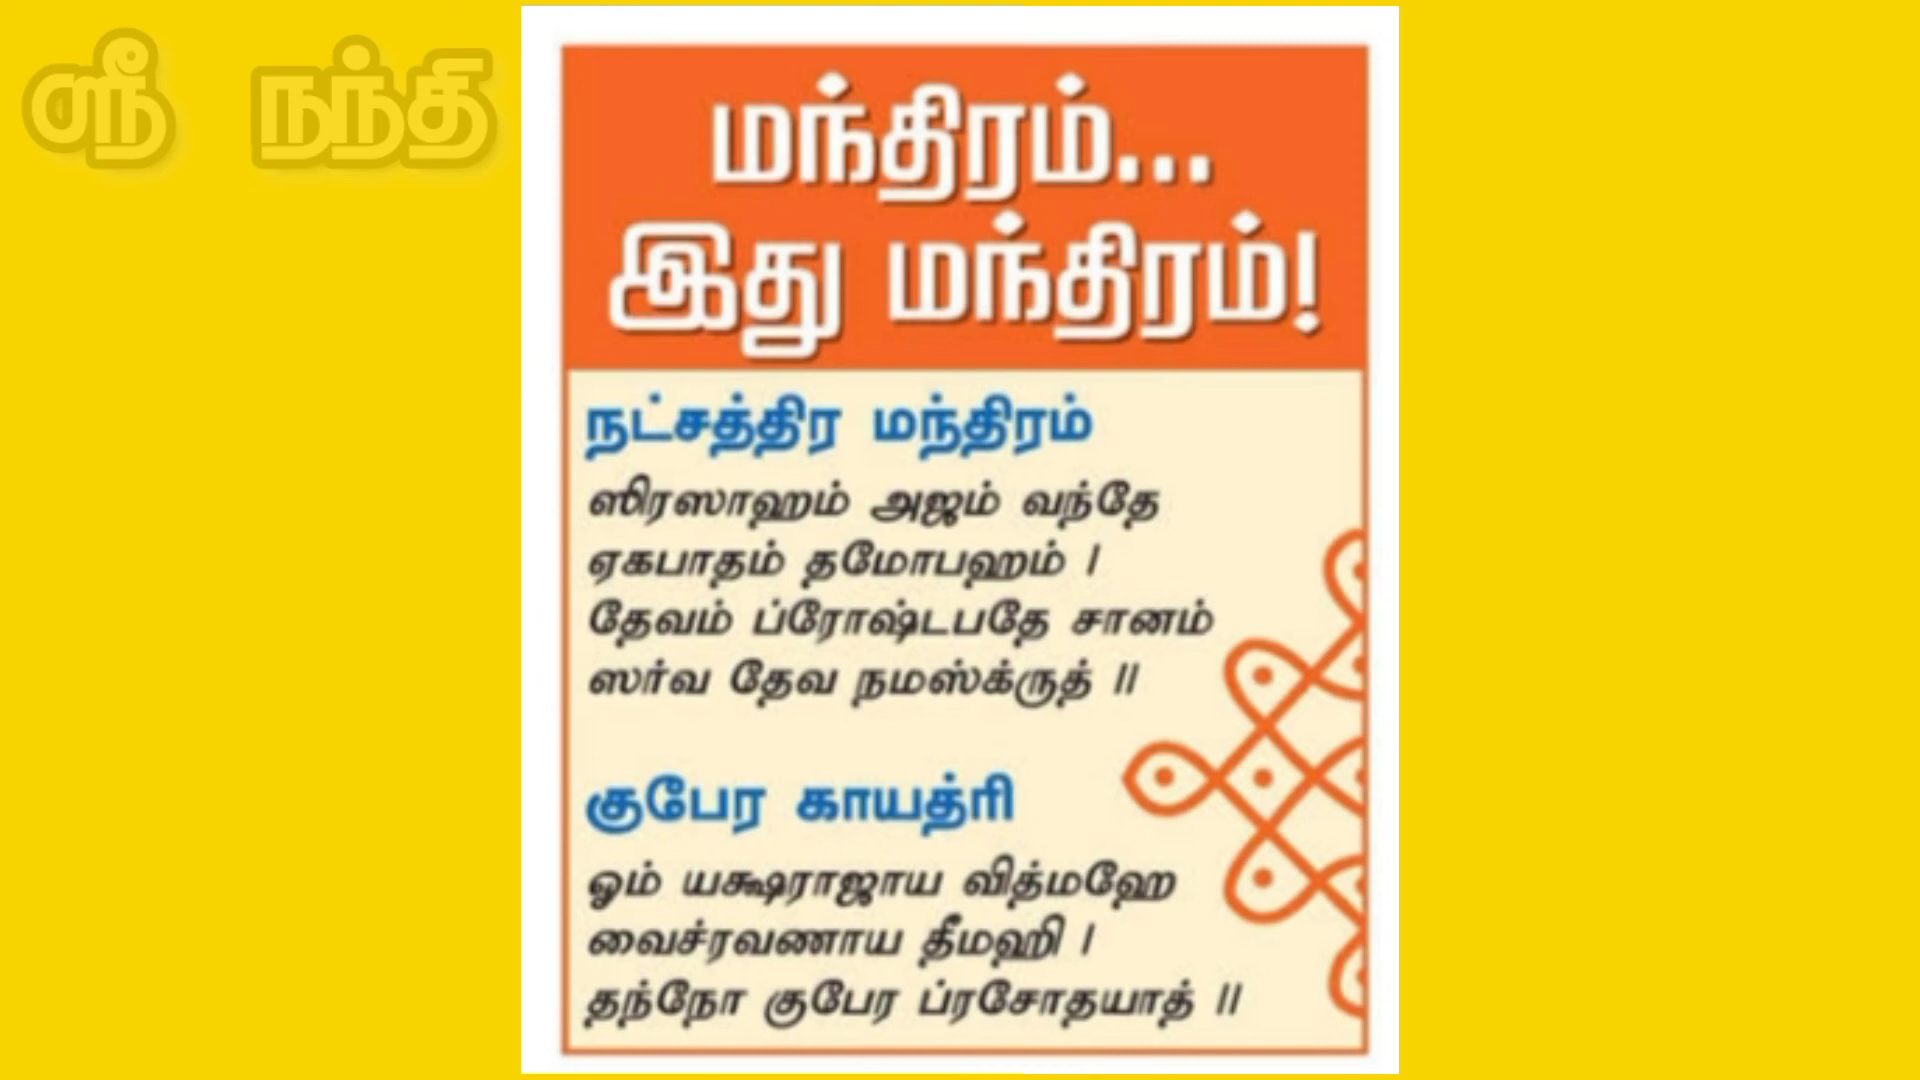 ஸ்ரீ நந்தி
மந்திரம்...
இது மந்திரம்!
நட்சத்திர மந்திரம்
ஸிரஸாஹம் அஜம் வந்தே
ஏகபாதம் தமோபஹம் |
தேவம் ப்ரோஷ்டபதே சானம்
ஸர்வ தேவ நமஸ்க்ருத் ||
குபேர காயத்ரி
ஓம் யக்ஷராஜாய வித்மஹே
வைச்ரவணாய தீமஹி |
தந்நோ குபேர ப்ரசோதயாத் ||